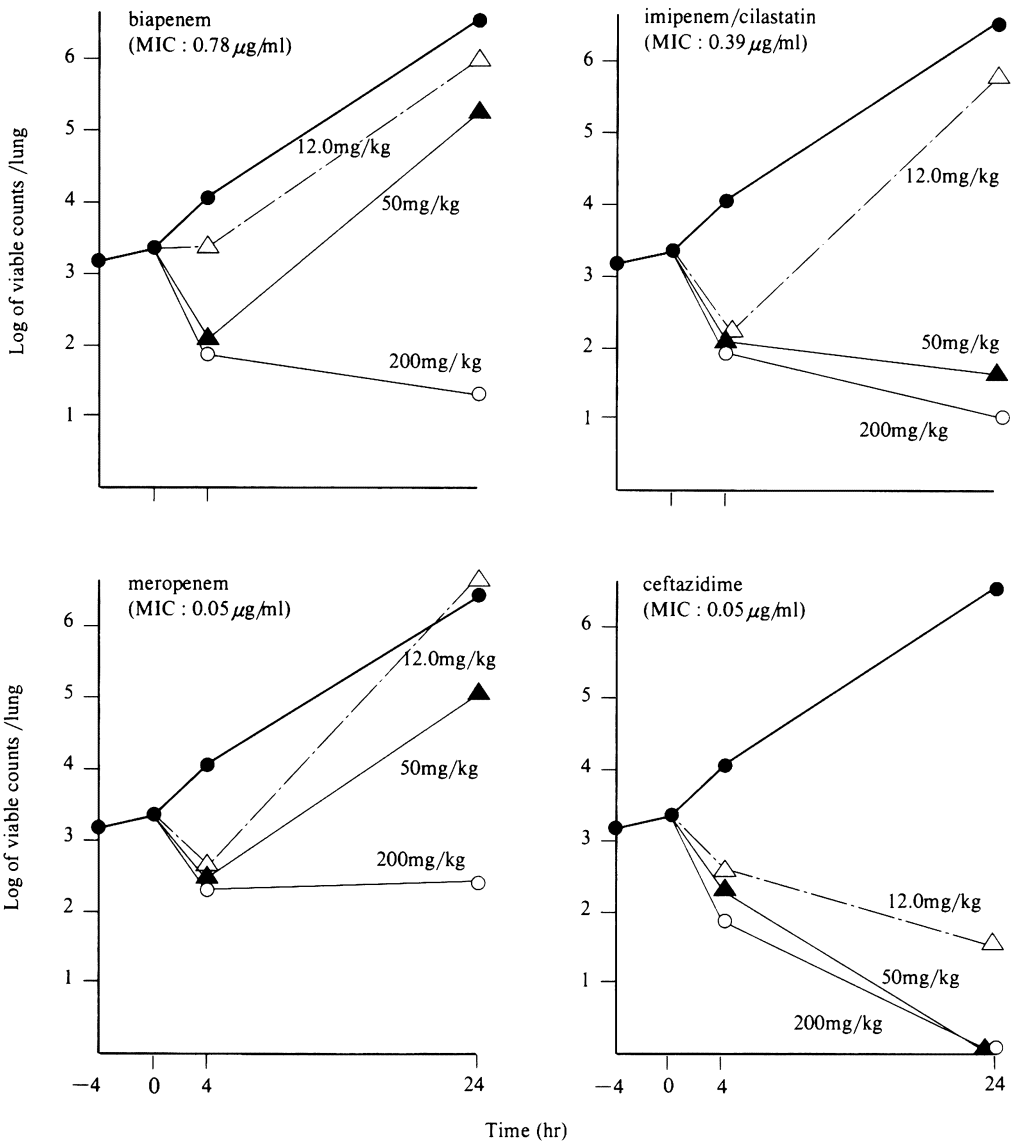 biapenem
(MIC : 0.78 μg/ml)
6
5
4
3
2
1
Log of viable counts /lung
12.0mg/kg
50mg/kg
200mg/kg
imipenem/cilastatin
(MIC : 0.39 μg/ml)
6
5
4
3
2
1
12.0mg/kg
50mg/kg
200mg/kg
meropenem
(MIC : 0.05 μg/ml)
6
5
4
3
2
1
Log of viable counts /lung
12.0mg/kg
50mg/kg
200mg/kg
−4 0 4 24
ceftazidime
(MIC : 0.05 μg/ml)
6
5
4
3
2
1
12.0mg/kg
50mg/kg
200mg/kg
−4 0 4 24
Time (hr)